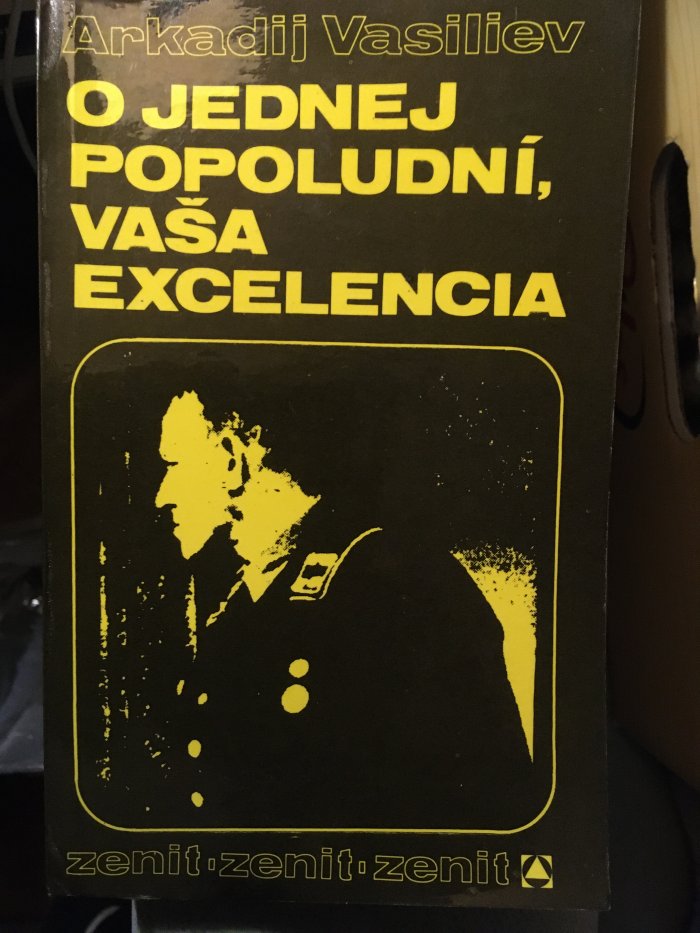 Arkadij Vasiliev
O JEDNEJ
POPOLUDNÍ,
VAŠA
EXCELENCIA
zenit·zenit·zenit